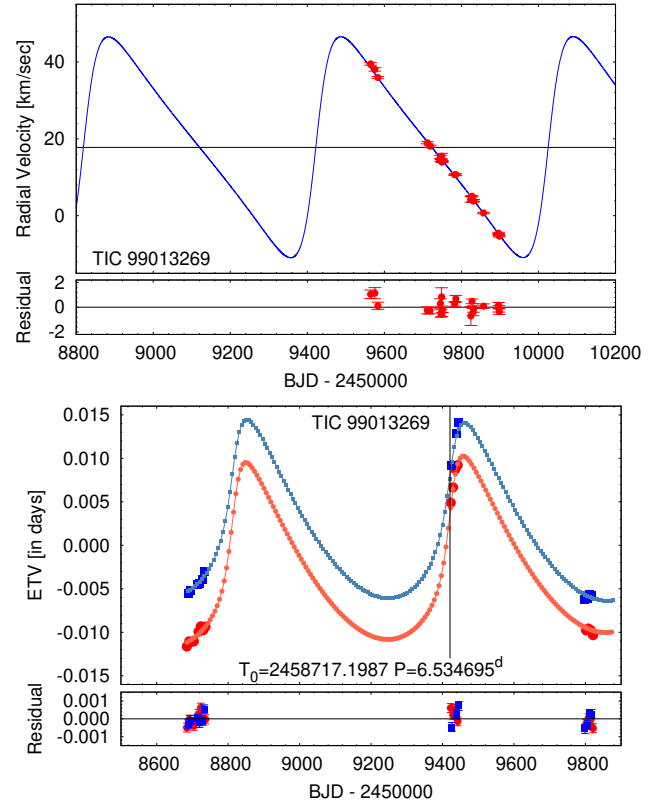 Radial Velocity [km/sec]
40
20
0
TIC 99013269
Residual
2
0
-2
8800 9000 9200 9400 9600 9800 10000 10200
BJD - 2450000
ETV [in days]
0.015
0.010
0.005
0.000
-0.005
-0.010
-0.015
TIC 99013269
T0=2458717.1987 P=6.534695d
Residual
0.001
0.000
-0.001
8600 8800 9000 9200 9400 9600 9800
BJD - 2450000